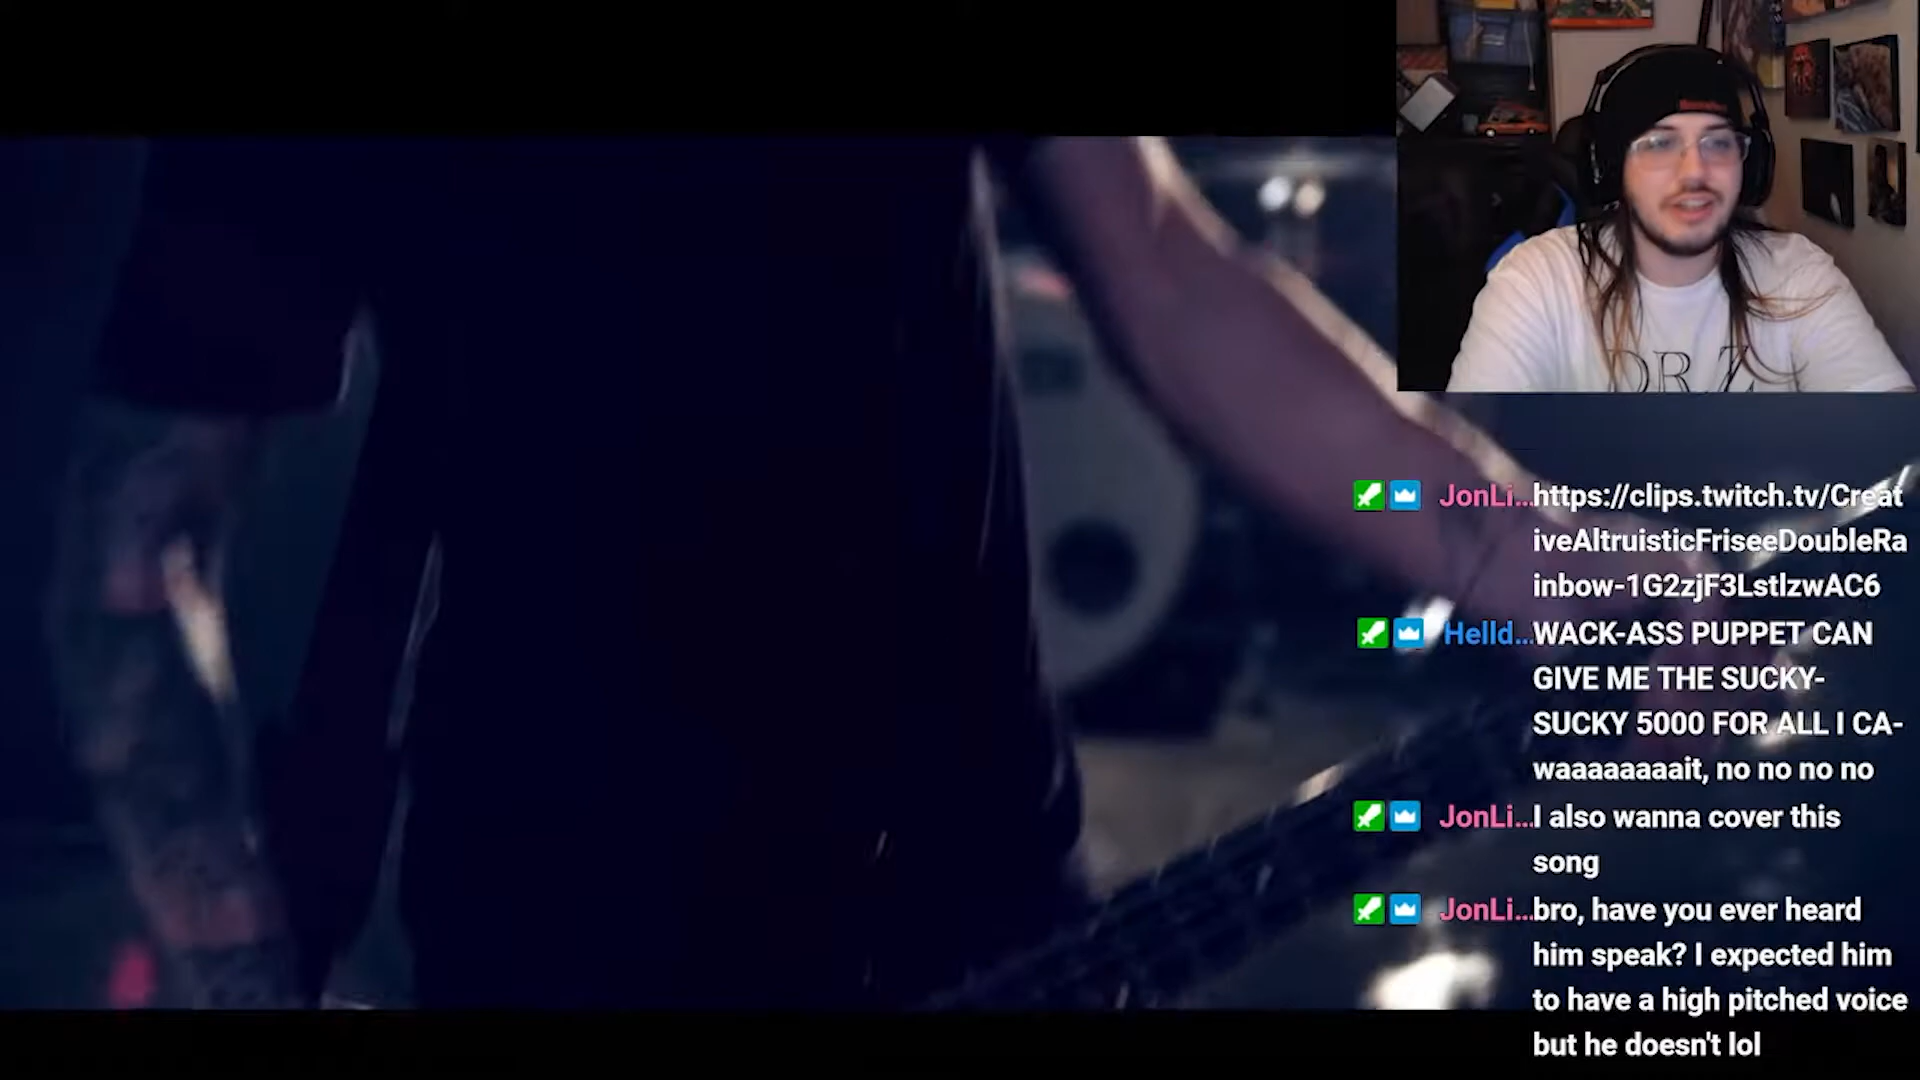 DR Z
JonLi...https://clips.twitch.tv/Creat
iveAltruisticFriseeDoubleRa
inbow-1G2zjF3LstlzwAC6
Helld...WACK-ASS PUPPET CAN
GIVE ME THE SUCKY-
SUCKY 5000 FOR ALL I CA-
waaaaaaaait, no no no no
JonLi...I also wanna cover this
song
JonLi...bro, have you ever heard
him speak? I expected him
to have a high pitched voice
but he doesn't lol